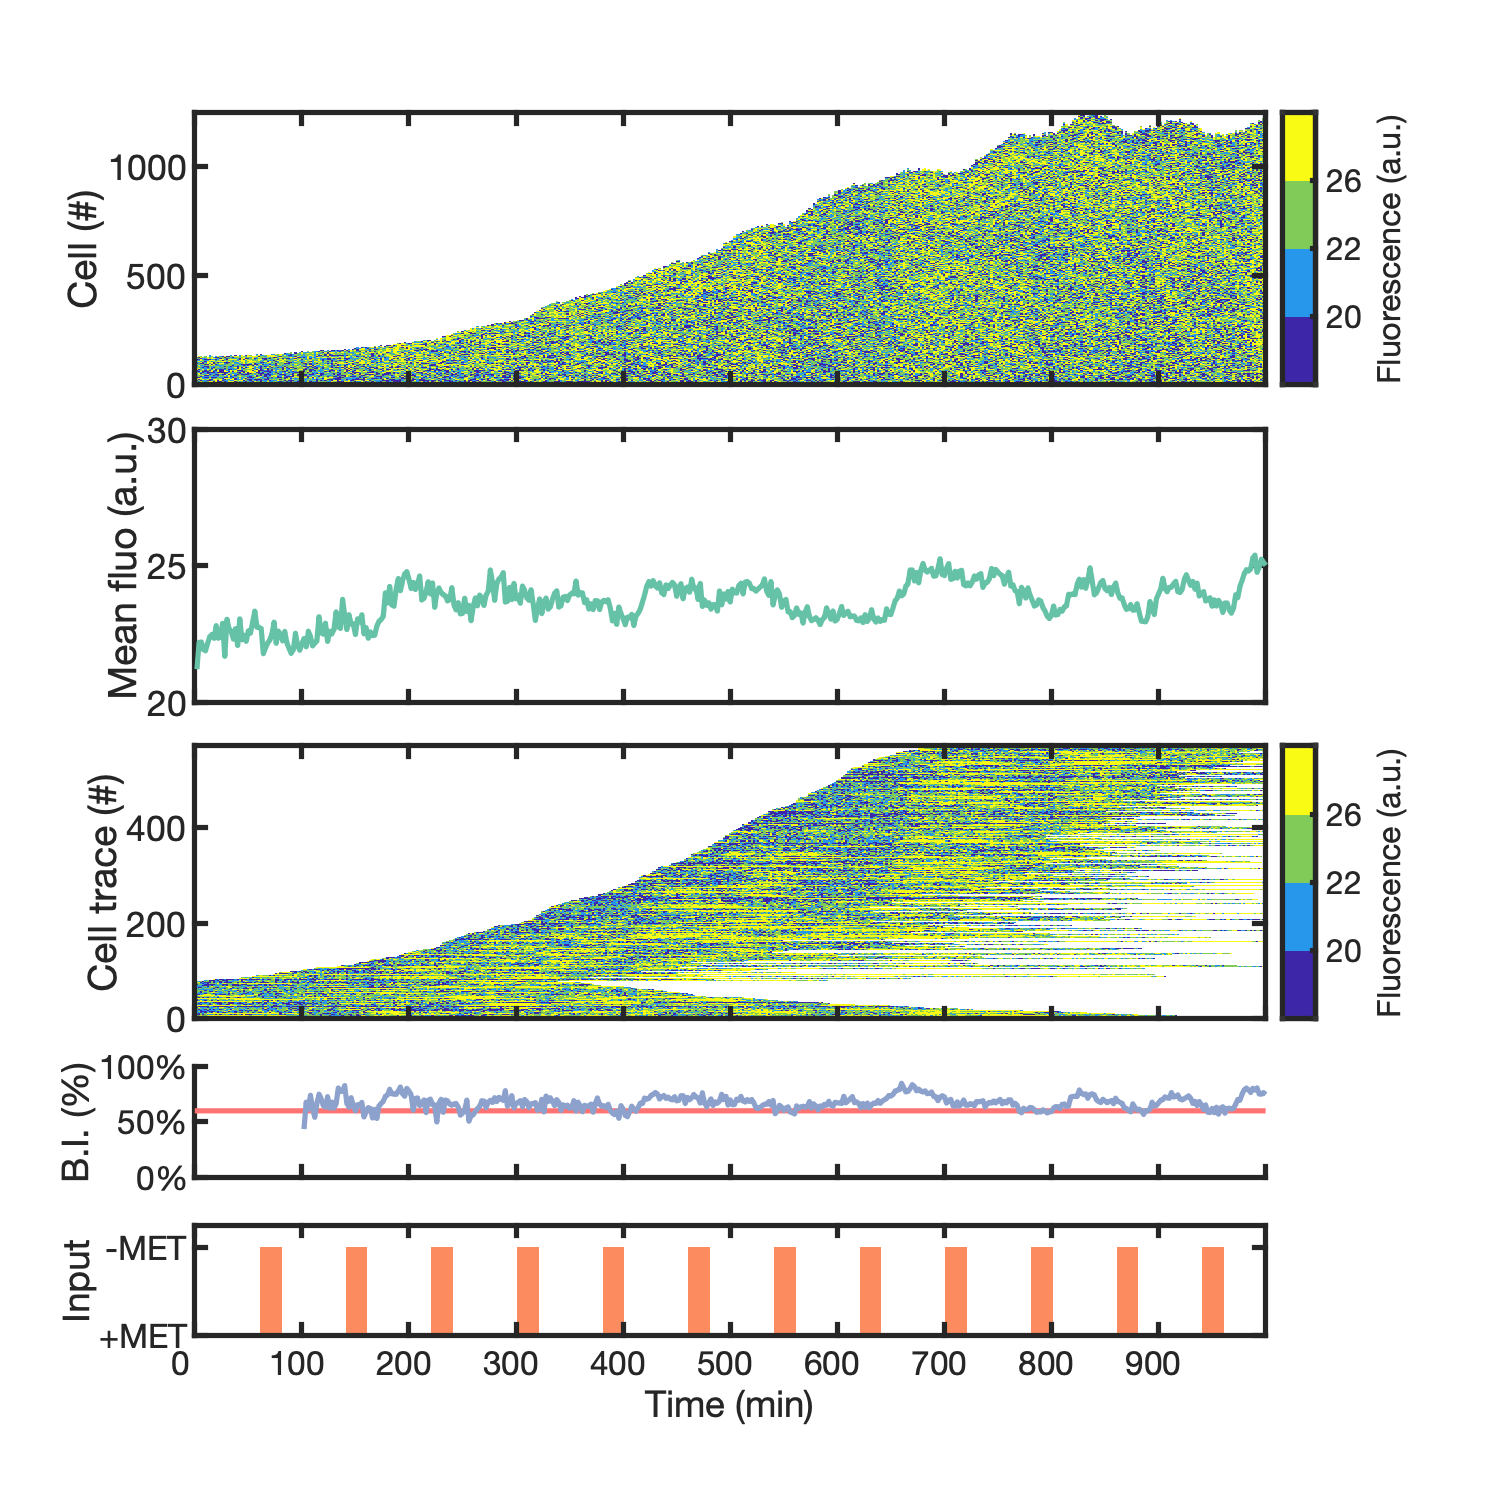 Cell (#)
1000
500
0
26
22
20
Fluorescence (a.u.)
Mean fluo (a.u.)
30
25
20
Cell trace (#)
400
200
0
26
22
20
Fluorescence (a.u.)
B.I. (%)
100%
50%
0%
Input
-MET
+MET
0 100 200 300 400 500 600 700 800 900
Time (min)